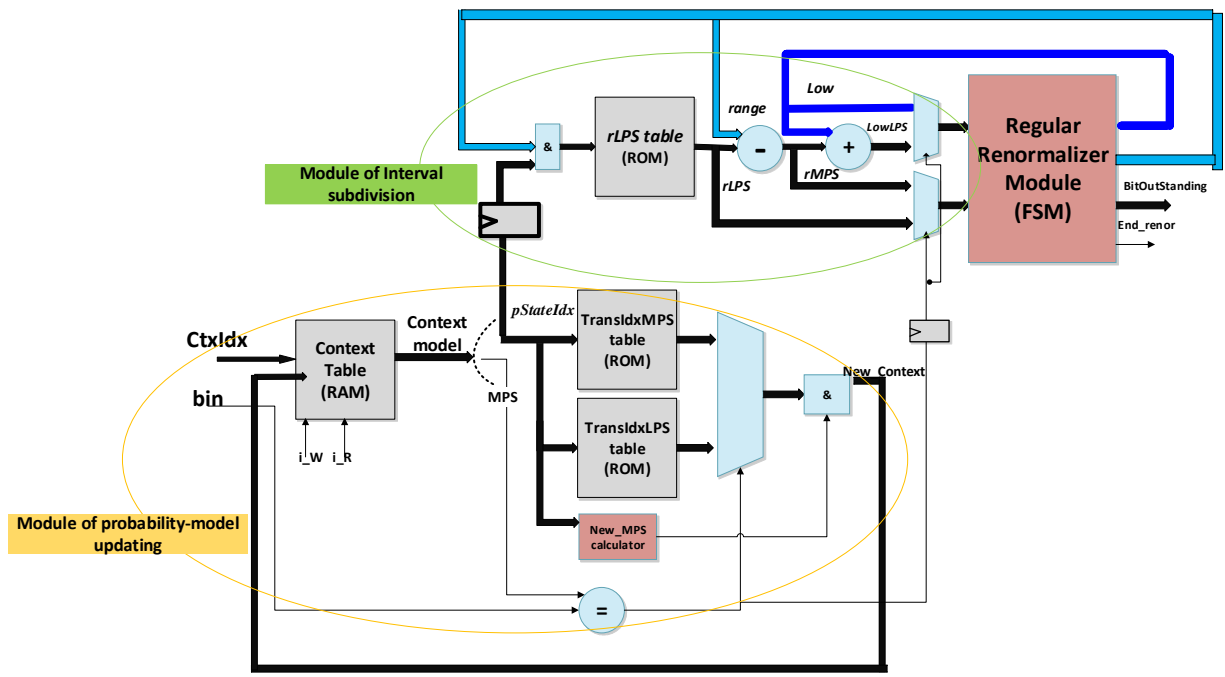 Low
range
LowLPS
&
rLPS table
(ROM)
-
+
rLPS
rMPS
Regular
Renormalizer
Module
(FSM)
BitOutStanding
End_renor
Module of Interval
subdivision
pStateIdx
CtxIdx
bin
Context
Table
(RAM)
i_W
i_R
Context
model
MPS
TransIdxMPS
table
(ROM)
TransIdxLPS
table
(ROM)
New_MPS
calculator
&
New_Context
=
Module of probability-model
updating